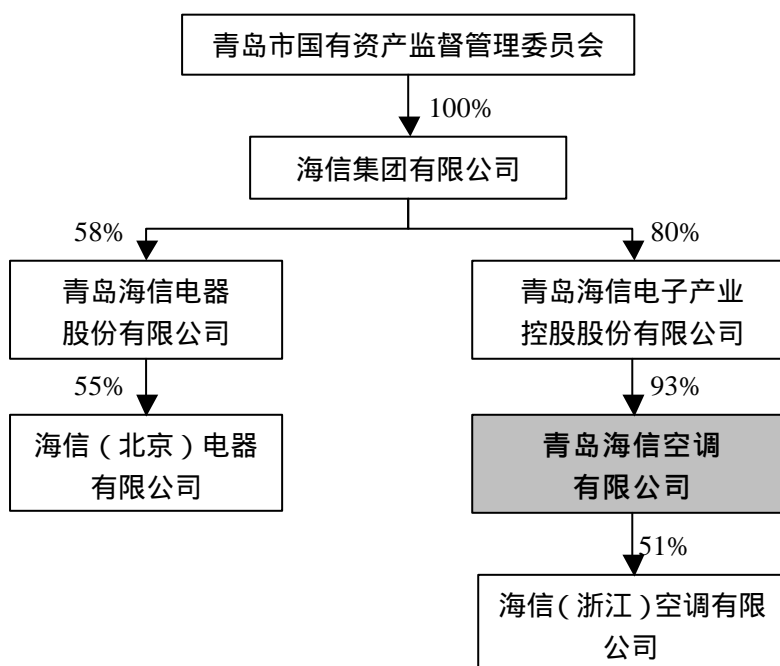 青岛市国有资产监督管理委员会
100%
海信集团有限公司
58%
80%
青岛海信电器
股份有限公司
青岛海信电子产业
控股股份有限公司
55%
93%
海信（北京）电器
有限公司
青岛海信空调
有限公司
51%
海信（浙江）空调有限
公司